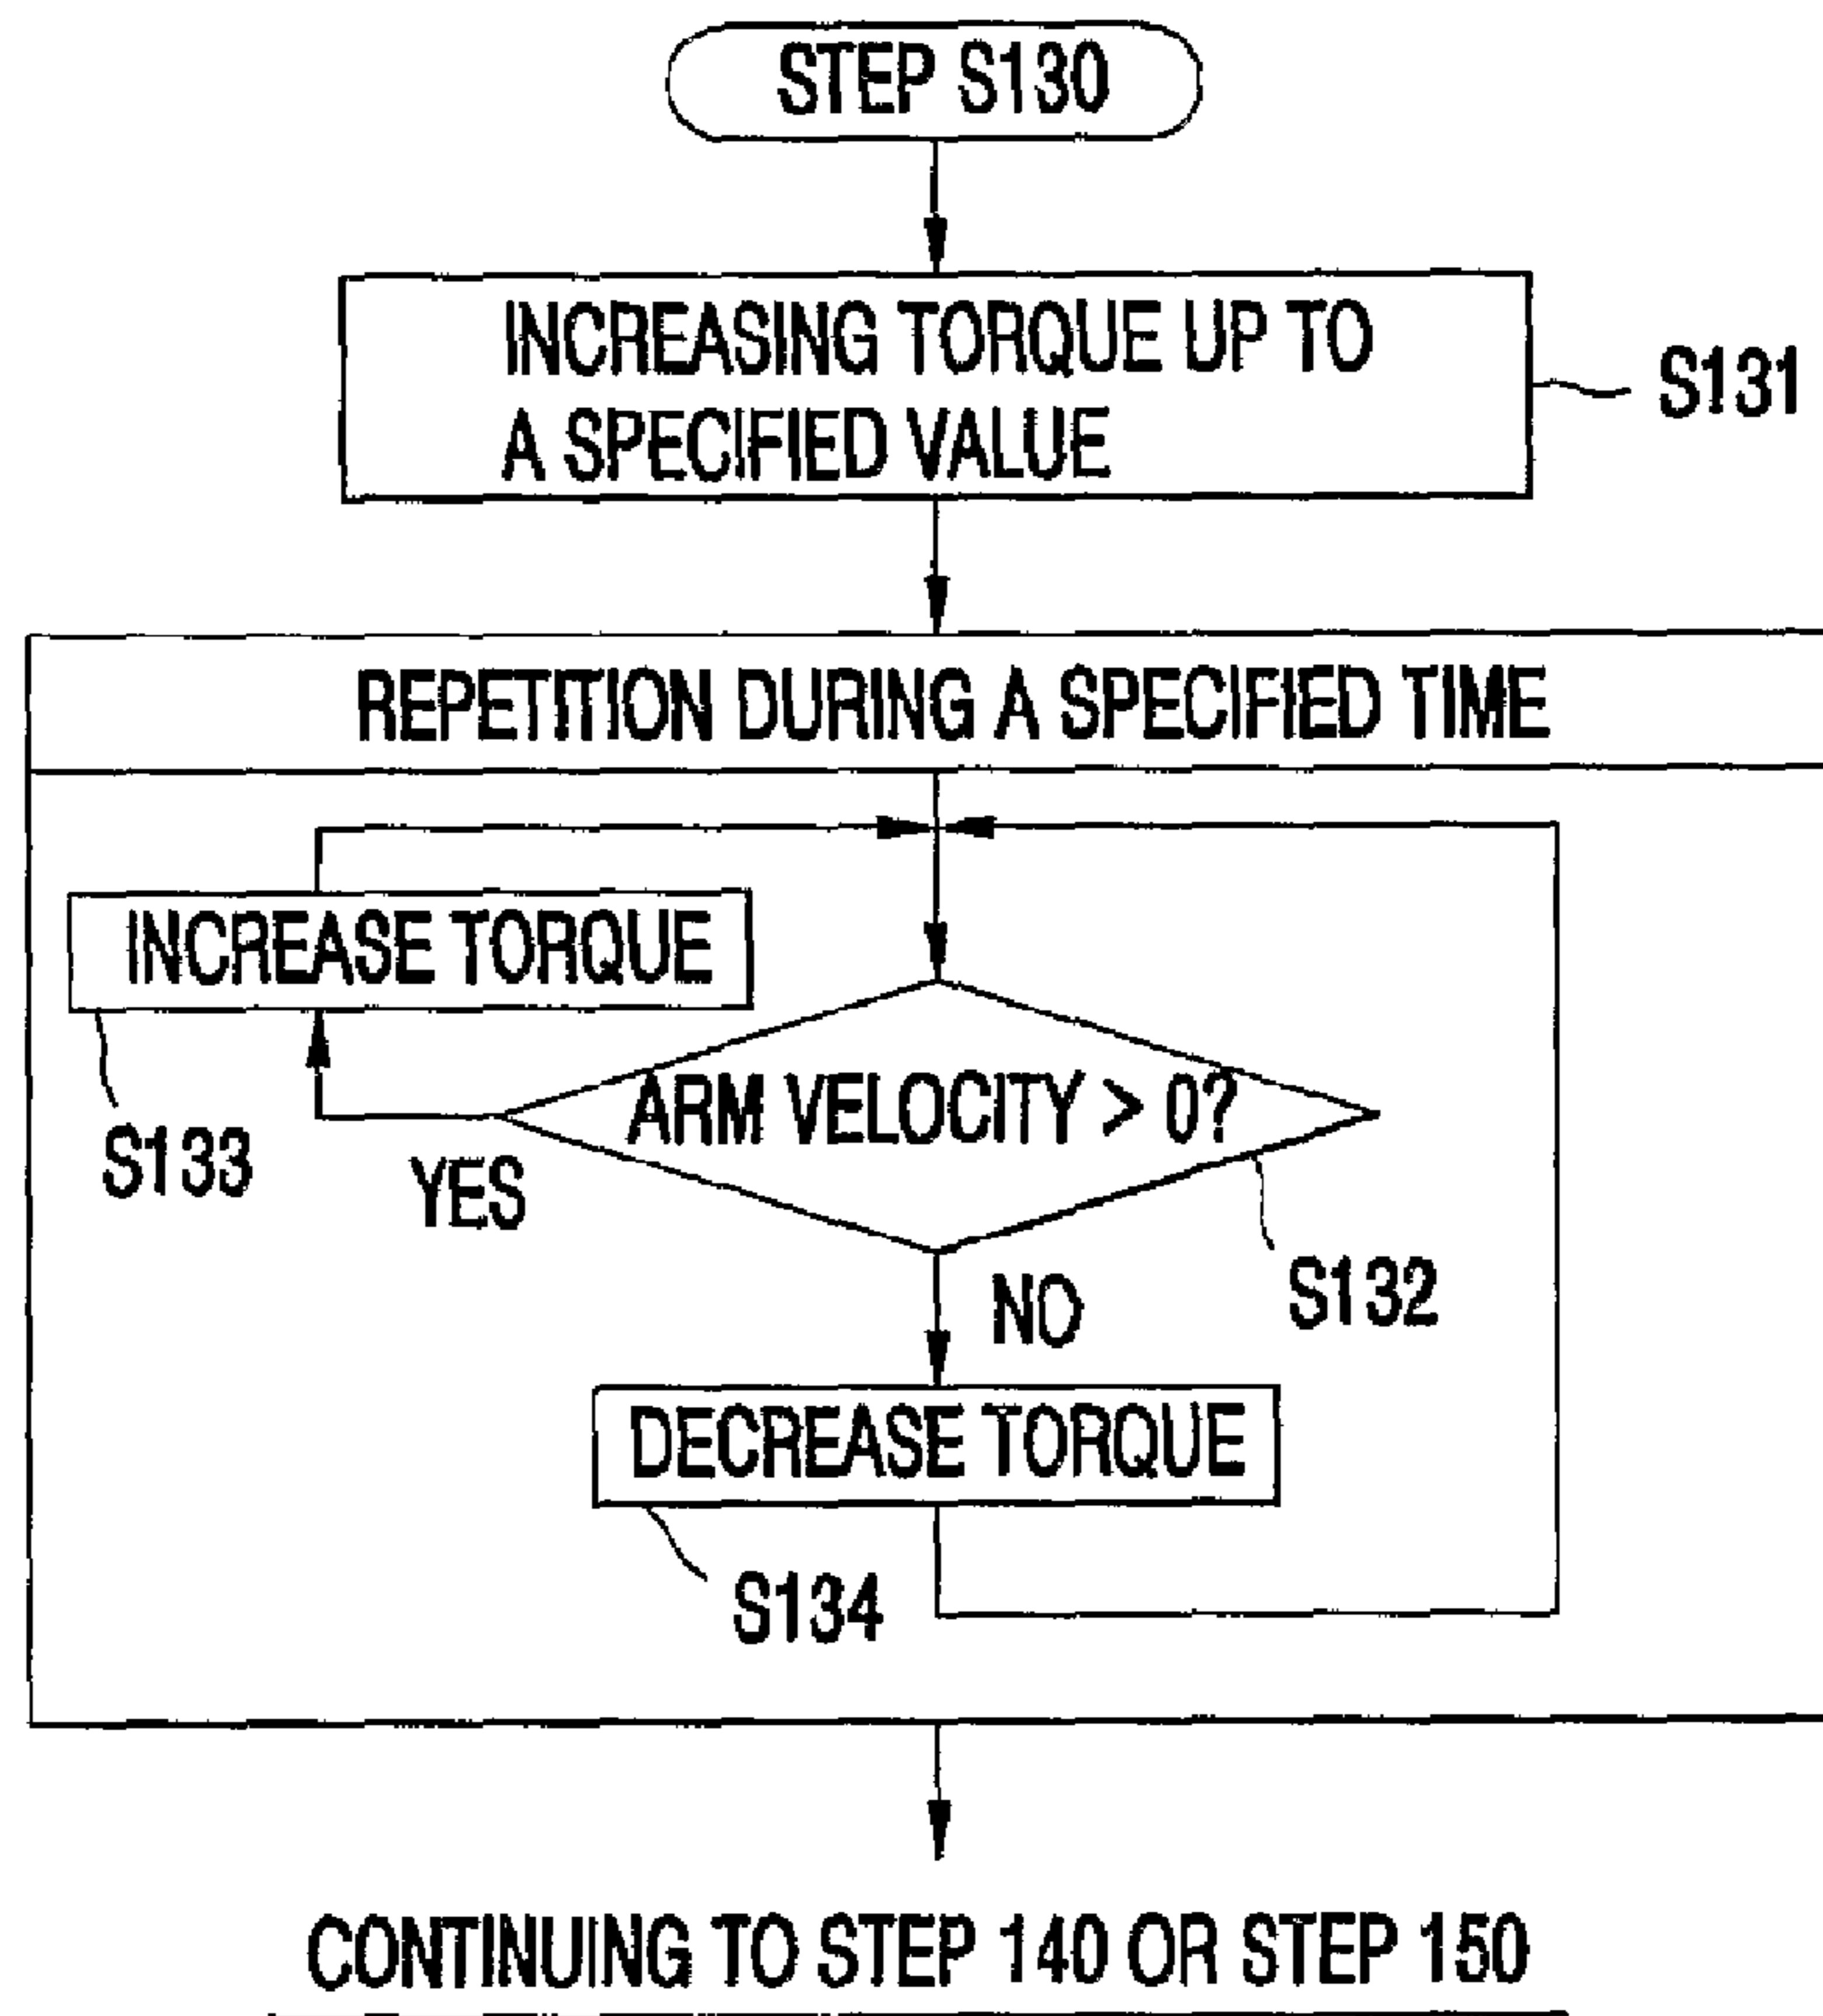 STEP S130
INCREASING TORQUE UP TO
A SPECIFIED VALUE
S131
REPETITION DURING A SPECIFIED TIME
INCREASE TORQUE
ARM VELOCITY > 0?
S133
YES
S132
NO
DECREASE TORQUE
S134
CONTINUING TO STEP 140 OR STEP 150